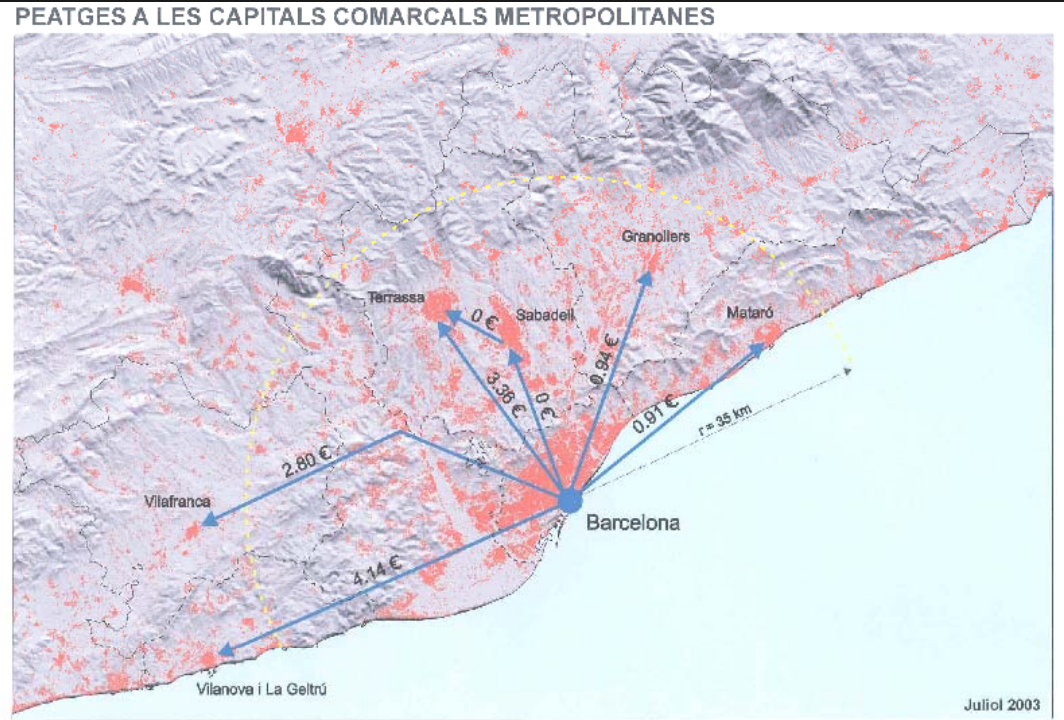 PEATGES A LES CAPITALS COMARCALS METROPOLITANES
Granollers
Terrassa
0 €
Sabadell
Mataró
0.94 €
3.38 €
0 €
0.91 €
r = 35 km
2.80 €
Vilafranca
Barcelona
4.14 €
Vilanova i La Geltrú
Juliol 2003